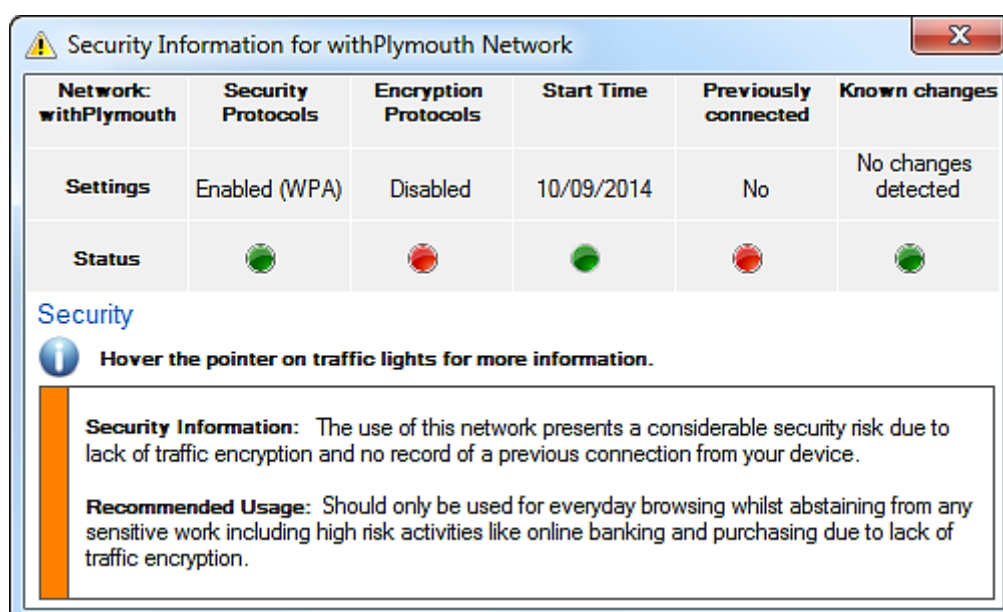 Security Information for withPlymouth Network
X
Network: withPlymouth Security Protocols Encryption Protocols Start Time Previously connected Known changes
Settings Enabled (WPA) Disabled 10/09/2014 No No changes detected
Status
Security
i Hover the pointer on traffic lights for more information.
Security Information: The use of this network presents a considerable security risk due to
lack of traffic encryption and no record of a previous connection from your device.
Recommended Usage: Should only be used for everyday browsing whilst abstaining from any
sensitive work including high risk activities like online banking and purchasing due to lack of
traffic encryption.